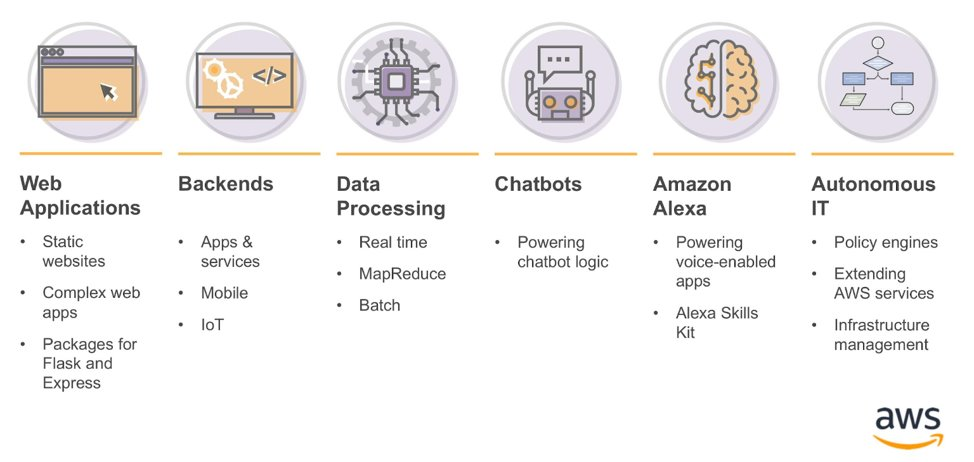 </>
Web
Applications
• Static
websites
• Complex web
apps
• Packages for
Flask and
Express
Backends
• Apps &
services
• Mobile
• IoT
Data
Processing
• Real time
• MapReduce
• Batch
Chatbots
• Powering
chatbot logic
Amazon
Alexa
• Powering
voice-enabled
apps
• Alexa Skills
Kit
Autonomous
IT
• Policy engines
• Extending
AWS services
• Infrastructure
management
aws